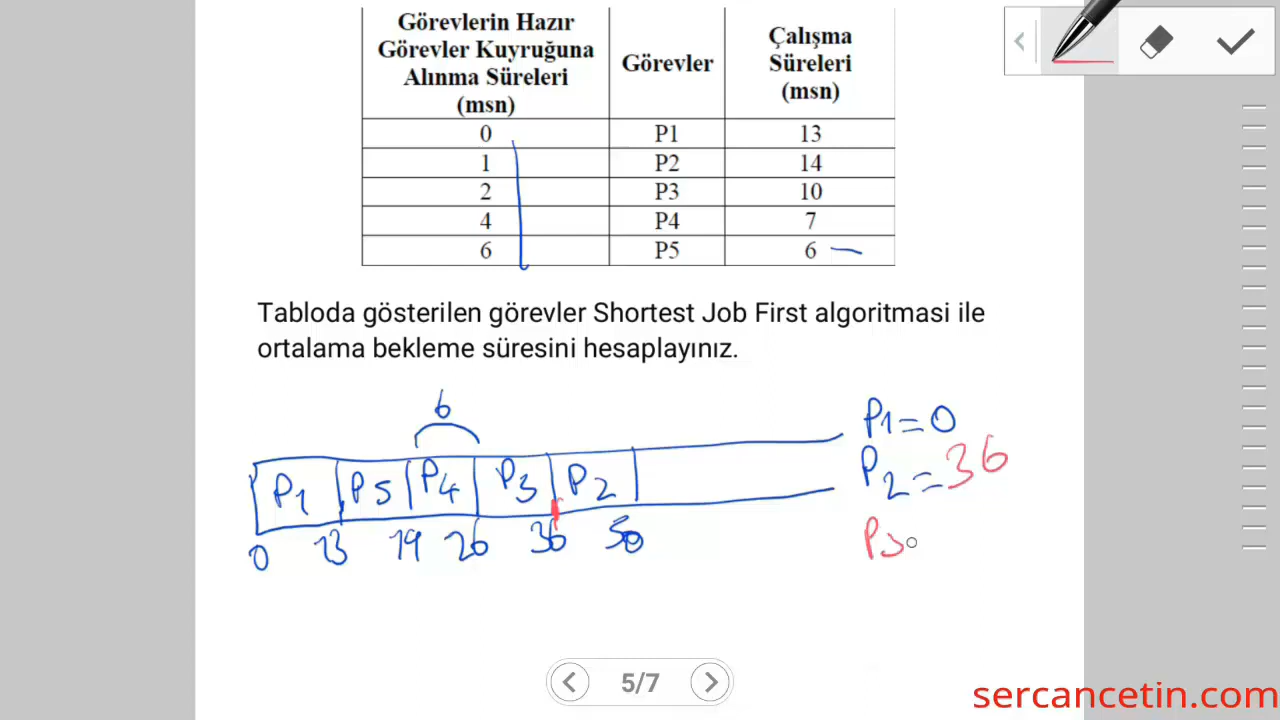 Görevlerin Hazır
Görevler Kuyruğuna
Alınma Süreleri
(msn)
Görevler
Çalışma
Süreleri
(msn)
0 P1 13
1 P2 14
2 P3 10
4 P4 7
6 P5 6
Tabloda gösterilen görevler Shortest Job First algoritması ile
ortalama bekleme süresini hesaplayınız.
6
P1 P5 P4 P3 P2
0 13 19 26 36 50
P1=0
P2=36
P3
5/7
sercancetin.com